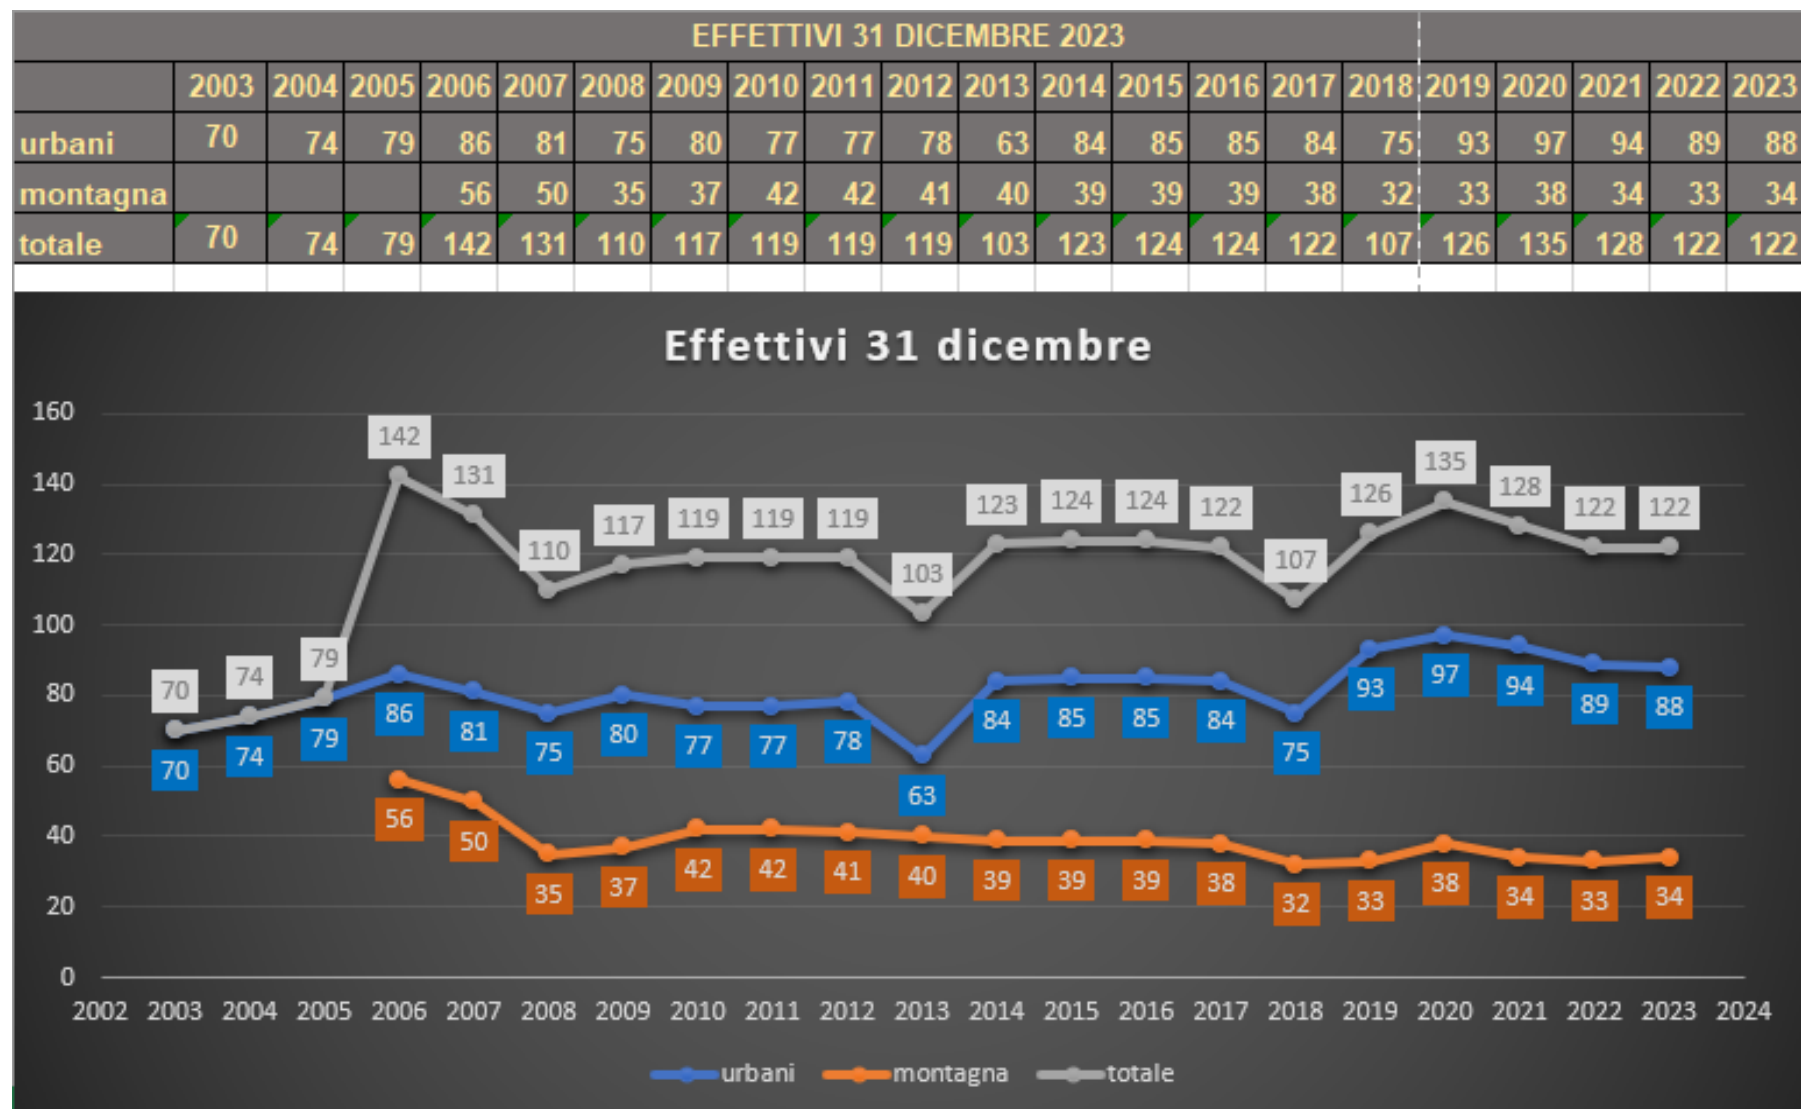 EFFETTIVI 31 DICEMBRE 2023
2003 2004 2005 2006 2007 2008 2009 2010 2011 2012 2013 2014 2015 2016 2017 2018 2019 2020 2021 2022 2023
urbani 70 74 79 86 81 75 80 77 77 78 63 84 85 85 84 75 93 97 94 89 88
montagna 56 50 35 37 42 42 41 40 39 39 39 38 32 33 38 34 33 34
totale 70 74 79 142 131 110 117 119 119 119 103 123 124 124 122 107 126 135 128 122 122
Effettivi 31 dicembre
160
140
120
100
80
60
40
20
0
70 74 79 142 131 110 117 119 119 119 103 123 124 124 122 107 126 135 128 122 122
70 74 79 86 81 75 80 77 77 78 63 84 85 85 84 75 93 97 94 89 88
56 50 35 37 42 42 41 40 39 39 39 38 32 33 38 34 33 34
2002 2003 2004 2005 2006 2007 2008 2009 2010 2011 2012 2013 2014 2015 2016 2017 2018 2019 2020 2021 2022 2023 2024
urbani montagna totale